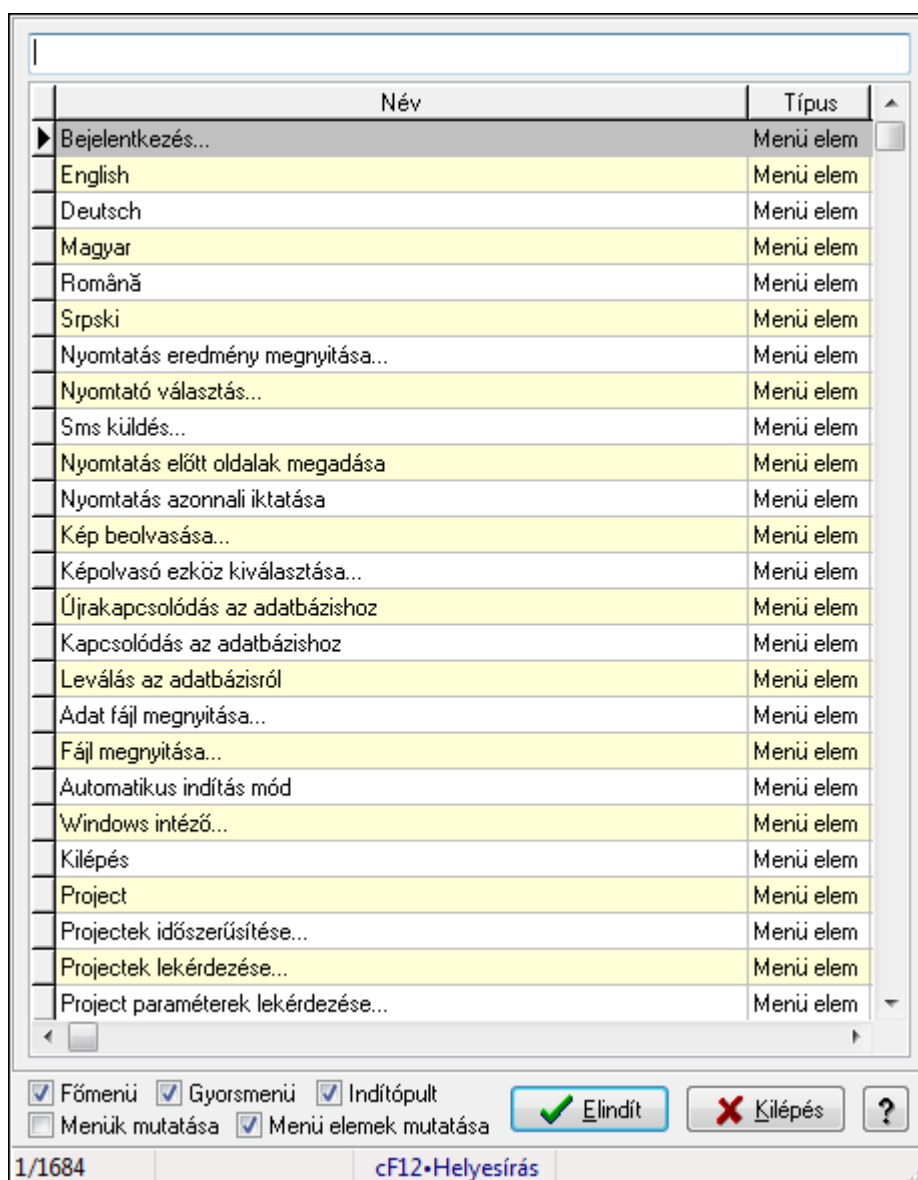 Név Típus
Bejelentkezés... Menü elem
English Menü elem
Deutsch Menü elem
Magyar Menü elem
Română Menü elem
Srpski Menü elem
Nyomtatás eredmény megnyitása... Menü elem
Nyomtató választás... Menü elem
Sms küldés... Menü elem
Nyomtatás előtt oldalak megadása Menü elem
Nyomtatás azonnali iktatása Menü elem
Kép beolvasása... Menü elem
Képolvasó ezköz kiválasztása... Menü elem
Újrakapcsolódás az adatbázishoz Menü elem
Kapcsolódás az adatbázishoz Menü elem
Leválás az adatbázisról Menü elem
Adat fájl megnyitása... Menü elem
Fájl megnyitása... Menü elem
Automatikus indítás mód Menü elem
Windows intéző... Menü elem
Kilépés Menü elem
Project Menü elem
Projectek időszerűsítése... Menü elem
Projectek lekérdezése... Menü elem
Project paraméterek lekérdezése... Menü elem
Főmenü Gyorsmenü Indítópult
Menük mutatása Menü elemek mutatása
Elindít Kilépés ?
1/1684 cF12•Helyesírás